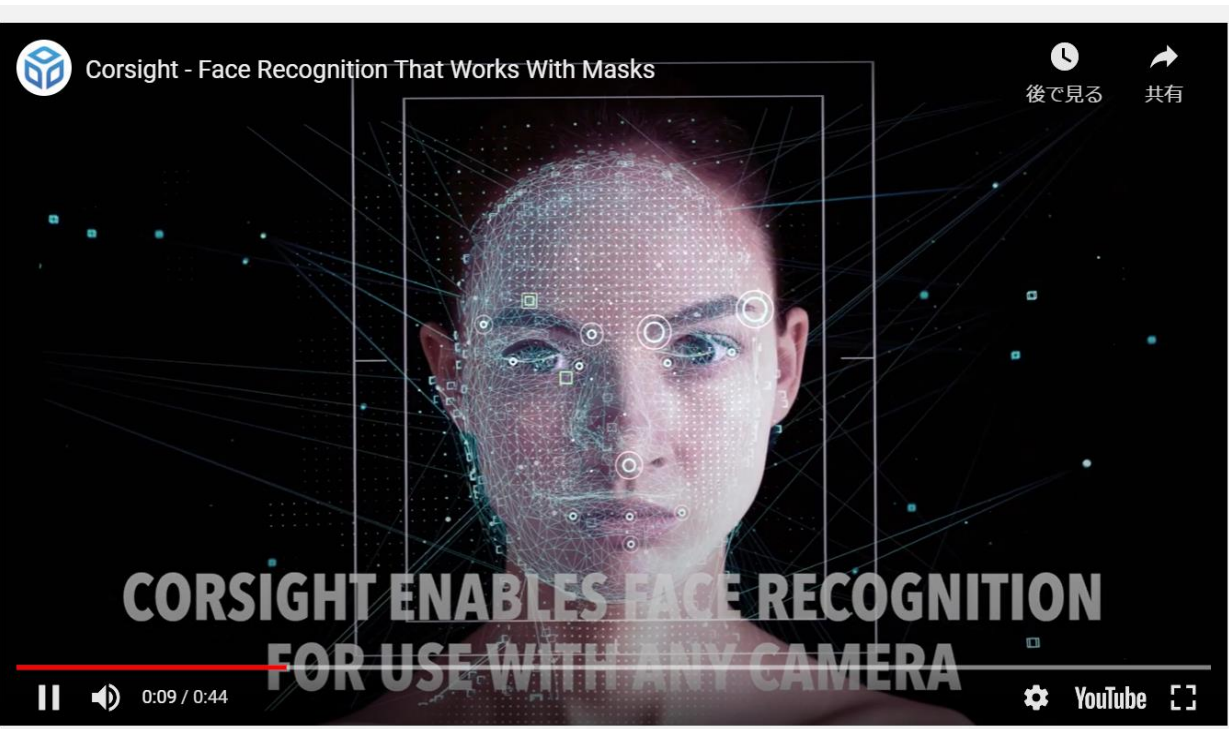 Corsight - Face Recognition That Works With Masks
後で見る
共有
CORSIGHT ENABLES FACE RECOGNITION
FOR USE WITH ANY CAMERA
0:09 / 0:44
YouTube